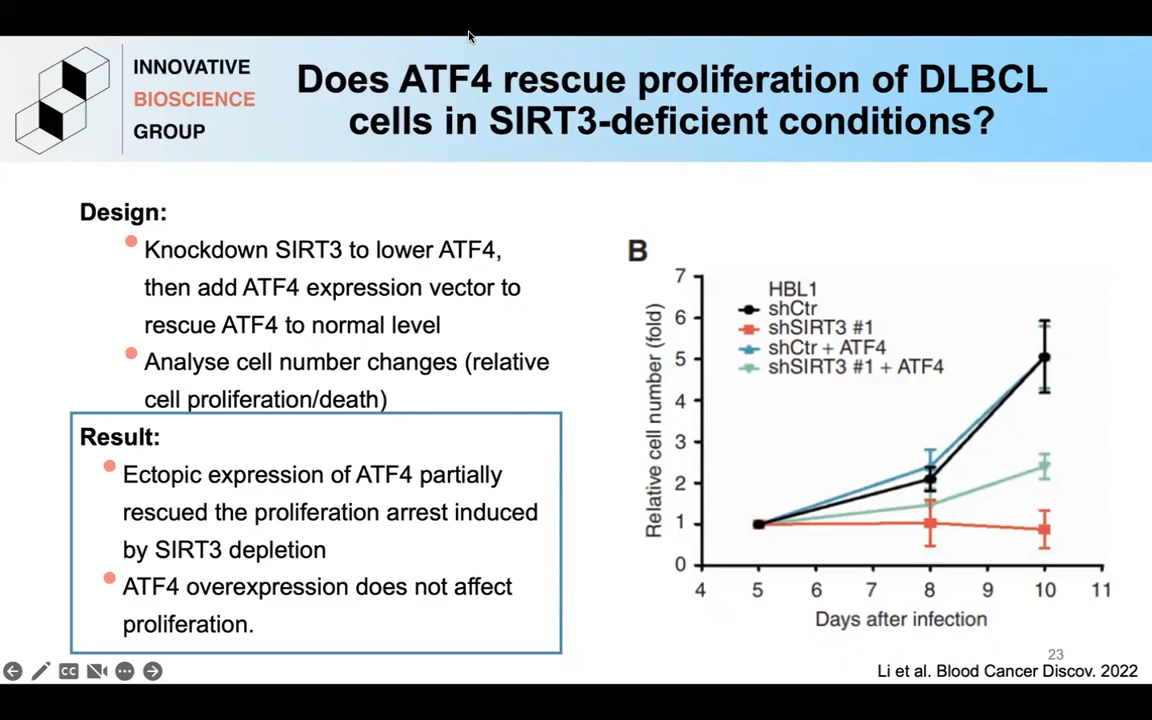 INNOVATIVE
BIOSCIENCE
GROUP
Does ATF4 rescue proliferation of DLBCL
cells in SIRT3-deficient conditions?
Design:
Knockdown SIRT3 to lower ATF4,
then add ATF4 expression vector to
rescue ATF4 to normal level
Analyse cell number changes (relative
cell proliferation/death)
Result:
Ectopic expression of ATF4 partially
rescued the proliferation arrest induced
by SIRT3 depletion
ATF4 overexpression does not affect
proliferation.
B
Relative cell number (fold)
7
6
5
4
3
2
1
0
HBL1
shCtr
shSIRT3 #1
shCtr + ATF4
shSIRT3 #1 + ATF4
4 5 6 7 8 9 10 11
Days after infection
23
Li et al. Blood Cancer Discov. 2022
CC